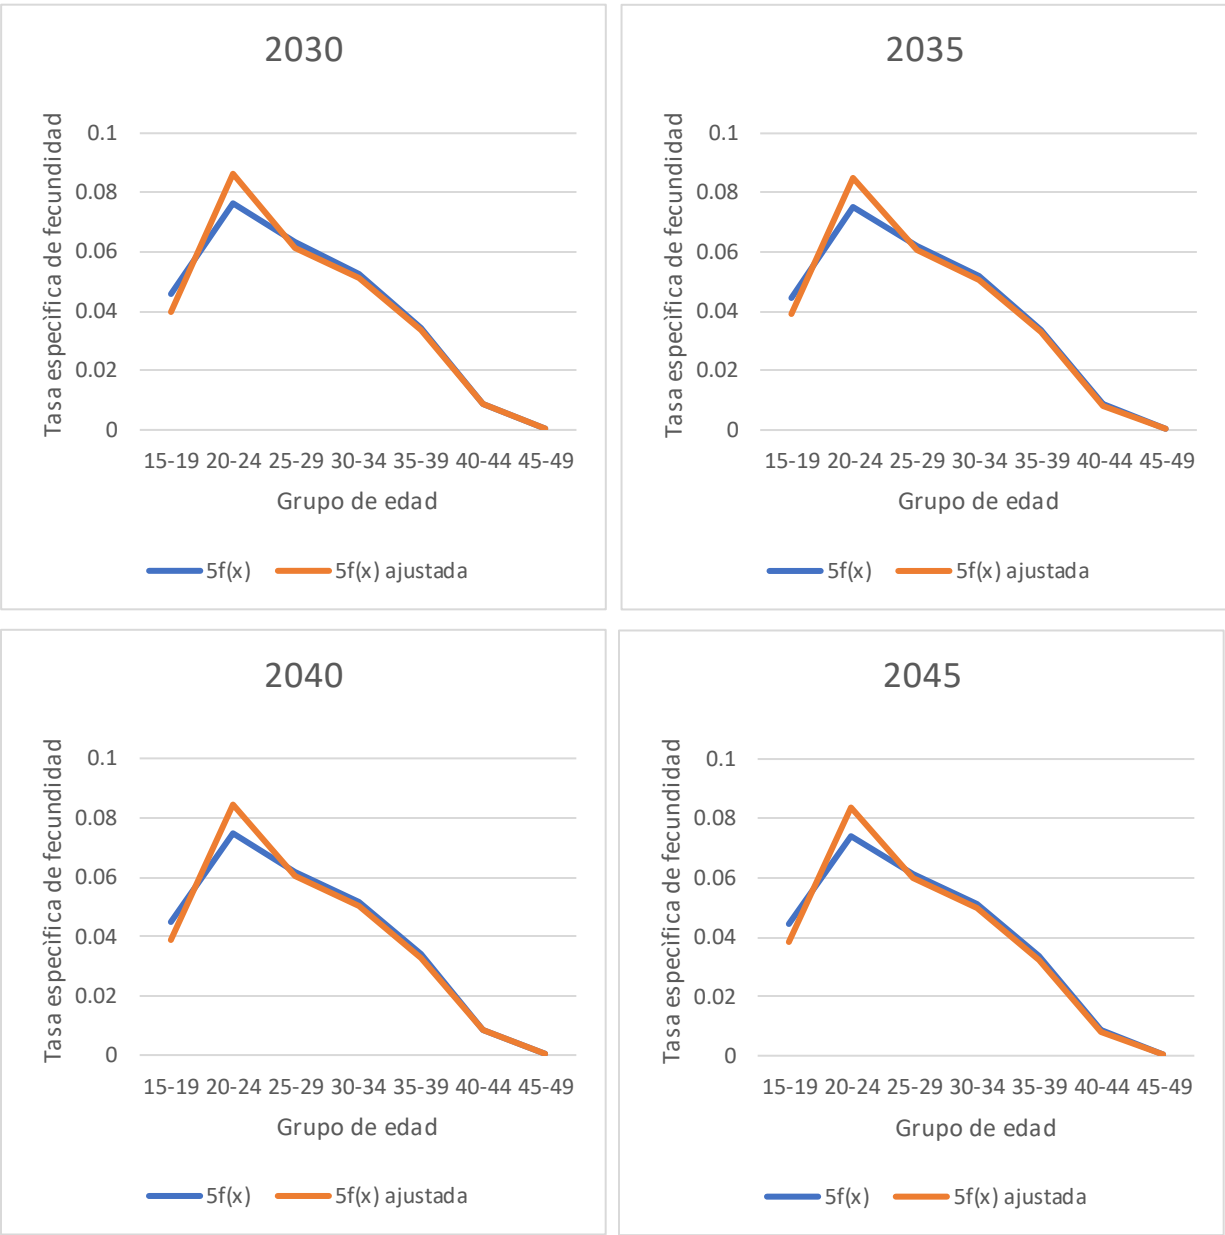 2030
Tasa especìfica de fecundidad
0.1
0.08
0.06
0.04
0.02
0
15-19 20-24 25-29 30-34 35-39 40-44 45-49
Grupo de edad
5f(x) 5f(x) ajustada
2035
Tasa especìfica de fecundidad
0.1
0.08
0.06
0.04
0.02
0
15-19 20-24 25-29 30-34 35-39 40-44 45-49
Grupo de edad
5f(x) 5f(x) ajustada
2040
Tasa especìfica de fecundidad
0.1
0.08
0.06
0.04
0.02
0
15-19 20-24 25-29 30-34 35-39 40-44 45-49
Grupo de edad
5f(x) 5f(x) ajustada
2045
Tasa especìfica de fecundidad
0.1
0.08
0.06
0.04
0.02
0
15-19 20-24 25-29 30-34 35-39 40-44 45-49
Grupo de edad
5f(x) 5f(x) ajustada